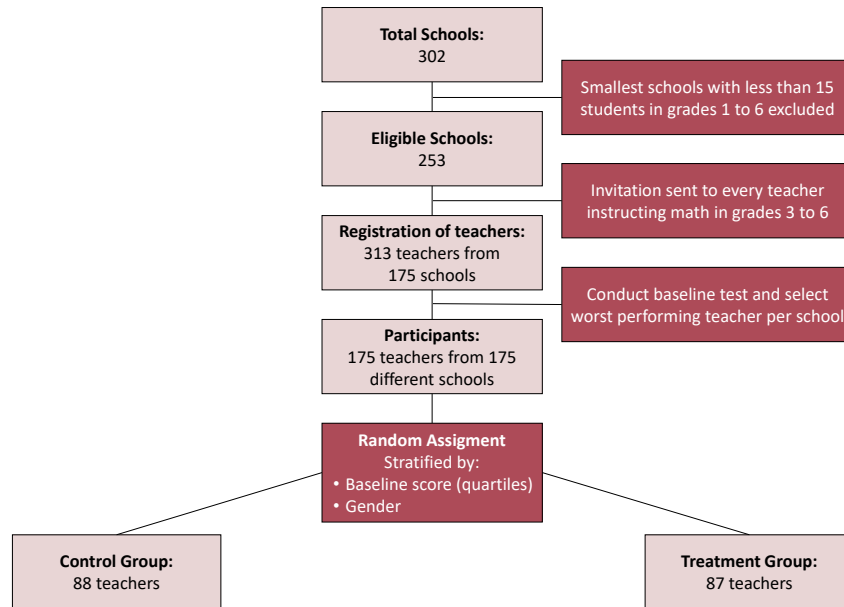 Total Schools:
302
Smallest schools with less than 15
students in grades 1 to 6 excluded
Eligible Schools:
253
Invitation sent to every teacher
instructing math in grades 3 to 6
Registration of teachers:
313 teachers from
175 schools
Conduct baseline test and select
worst performing teacher per school
Participants:
175 teachers from 175
different schools
Random Assigment
Stratified by:
• Baseline score (quartiles)
• Gender
Control Group:
88 teachers
Treatment Group:
87 teachers